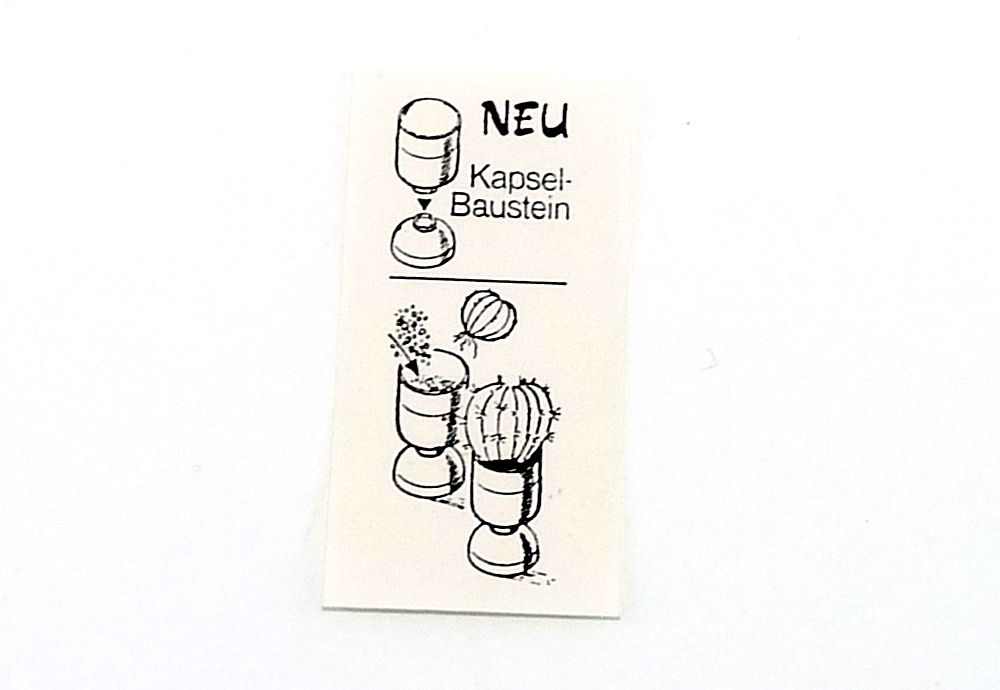 NEU
Kapsel-
Baustein